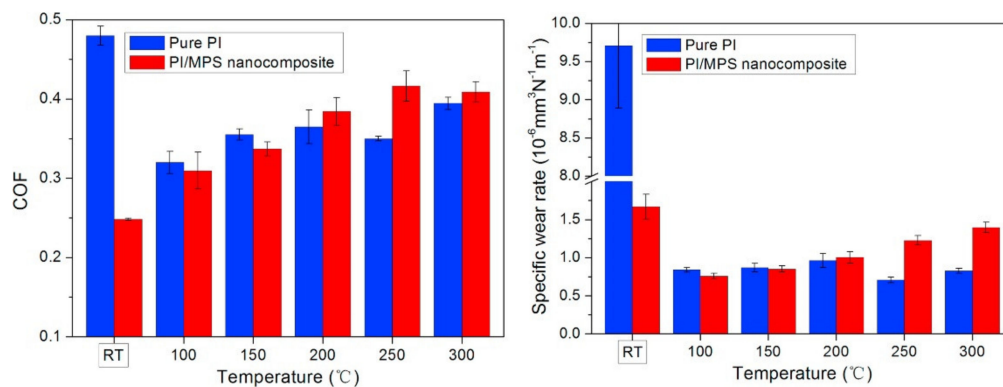 0.5
0.4
0.3
0.2
0.1
COF
Pure PI
PI/MPS nanocomposite
RT
100
150
200
250
300
Temperature (℃)
10.0
9.75
9.5
8.5
8.0
1.5
1.0
0.5
0.0
Specific wear rate (10⁻⁶mm³N⁻¹m⁻¹)
Pure PI
PI/MPS nanocomposite
RT
100
150
200
250
300
Temperature (℃)